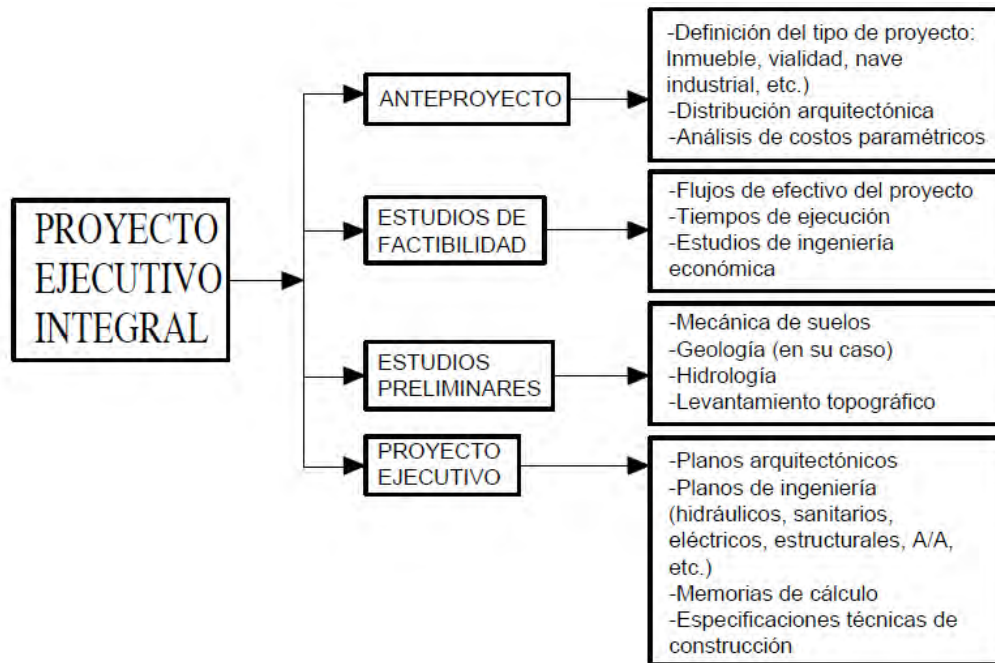 PROYECTO
EJECUTIVO
INTEGRAL
ANTEPROYECTO
-Definición del tipo de proyecto:
Inmueble, vialidad, nave
industrial, etc.)
-Distribución arquitectónica
-Análisis de costos paramétricos
ESTUDIOS DE
FACTIBILIDAD
-Flujos de efectivo del proyecto
-Tiempos de ejecución
-Estudios de ingeniería
económica
ESTUDIOS
PRELIMINARES
-Mecánica de suelos
-Geología (en su caso)
-Hidrología
-Levantamiento topográfico
PROYECTO
EJECUTIVO
-Planos arquitectónicos
-Planos de ingeniería
(hidráulicos, sanitarios,
eléctricos, estructurales, A/A,
etc.)
-Memorias de cálculo
-Especificaciones técnicas de
construcción